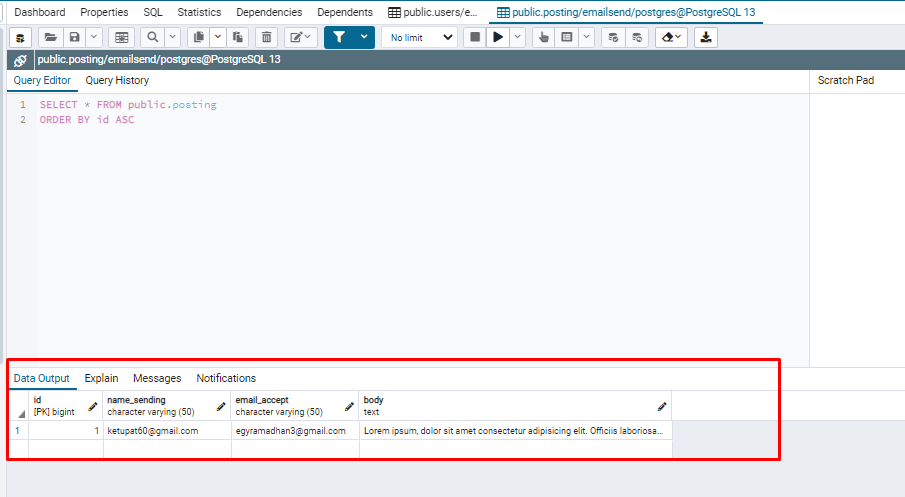 Dashboard Properties SQL Statistics Dependencies Dependents public.users/e... public.posting/emailsend/postgres@PostgreSQL 13
No limit
public.posting/emailsend/postgres@PostgreSQL 13
Query Editor Query History Scratch Pad
1 SELECT * FROM public.posting
2 ORDER BY id ASC
Data Output Explain Messages Notifications
id name_sending email_accept body
[PK] bigint character varying (50) character varying (50) text
1 1 ketupat60@gmail.com egyramadhan3@gmail.com Lorem ipsum, dolor sit amet consectetur adipisicing elit. Officiis laboriosa...